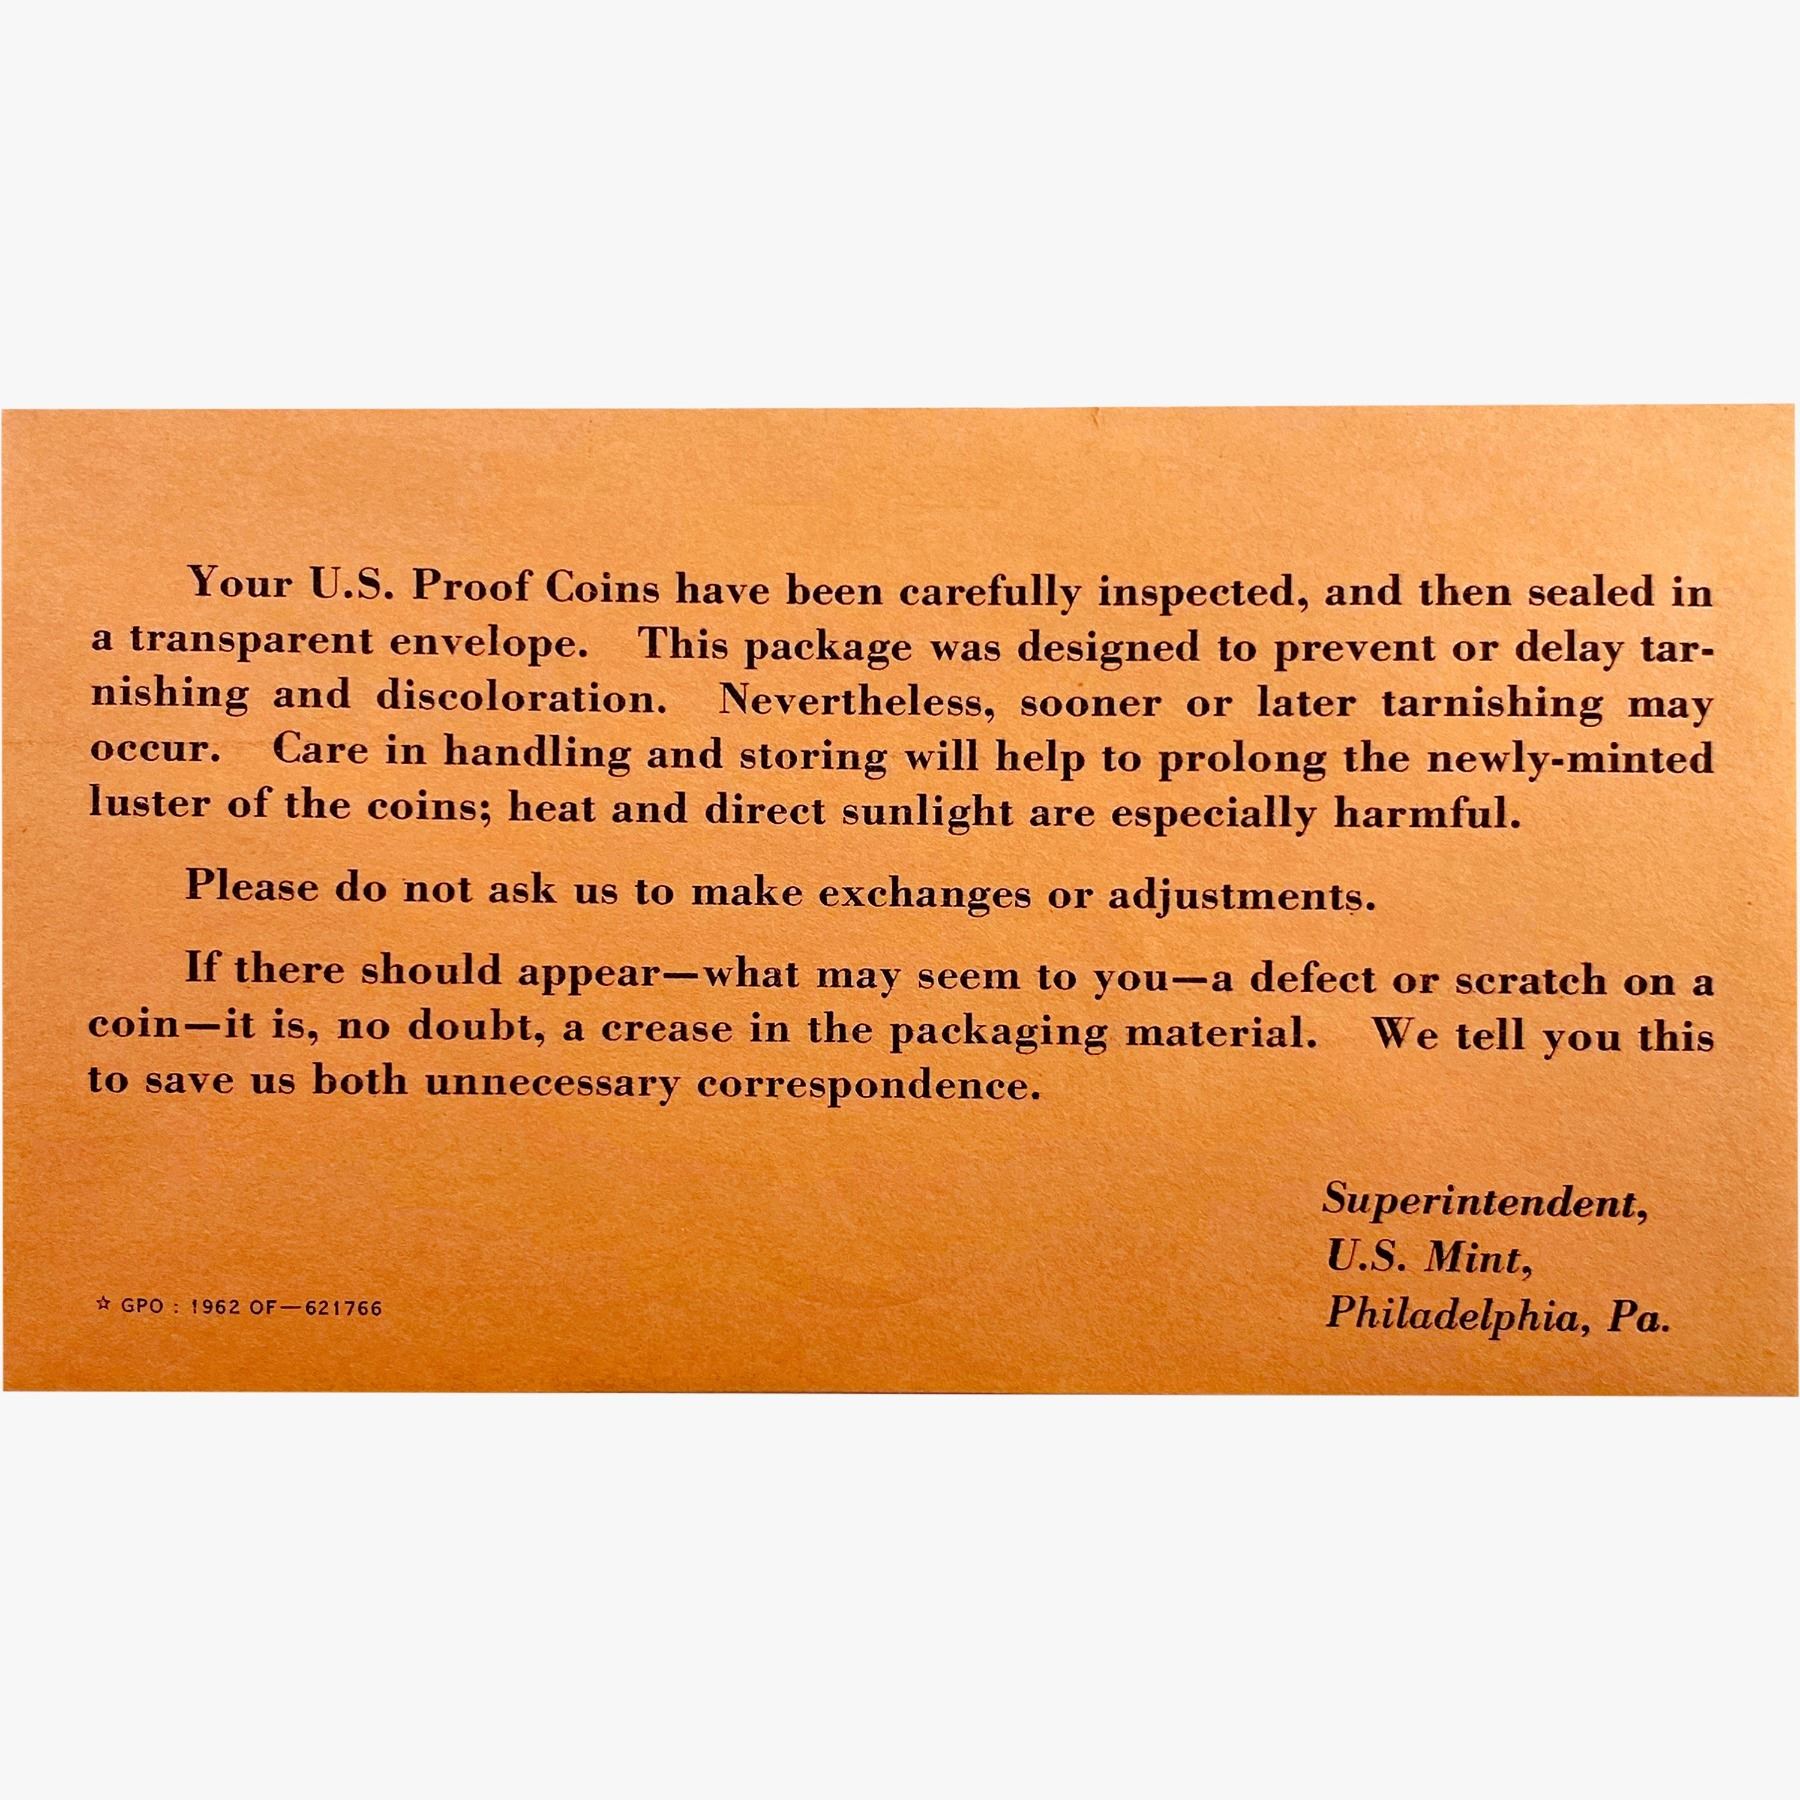 Your U.S. Proof Coins have been carefully inspected, and then sealed in
a transparent envelope. This package was designed to prevent or delay tar-
nishing and discoloration. Nevertheless, sooner or later tarnishing may
occur. Care in handling and storing will help to prolong the newly-minted
luster of the coins; heat and direct sunlight are especially harmful.
Please do not ask us to make exchanges or adjustments.
If there should appear—what may seem to you—a defect or scratch on a
coin—it is, no doubt, a crease in the packaging material. We tell you this
to save us both unnecessary correspondence.
Superintendent,
U.S. Mint,
Philadelphia, Pa.
☆ GPO : 1962 OF—621766